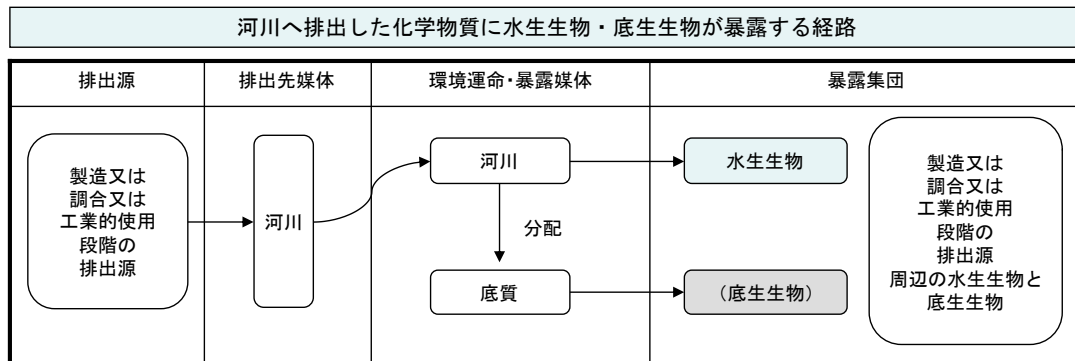 河川へ排出した化学物質に水生生物・底生生物が暴露する経路
排出源
排出先媒体
環境運命・暴露媒体
暴露集団
製造又は
調合又は
工業的使用
段階の
排出源
河川
河川
分配
底質
水生生物
（底生生物）
製造又は
調合又は
工業的使用
段階の
排出源
周辺の水生生物と
底生生物